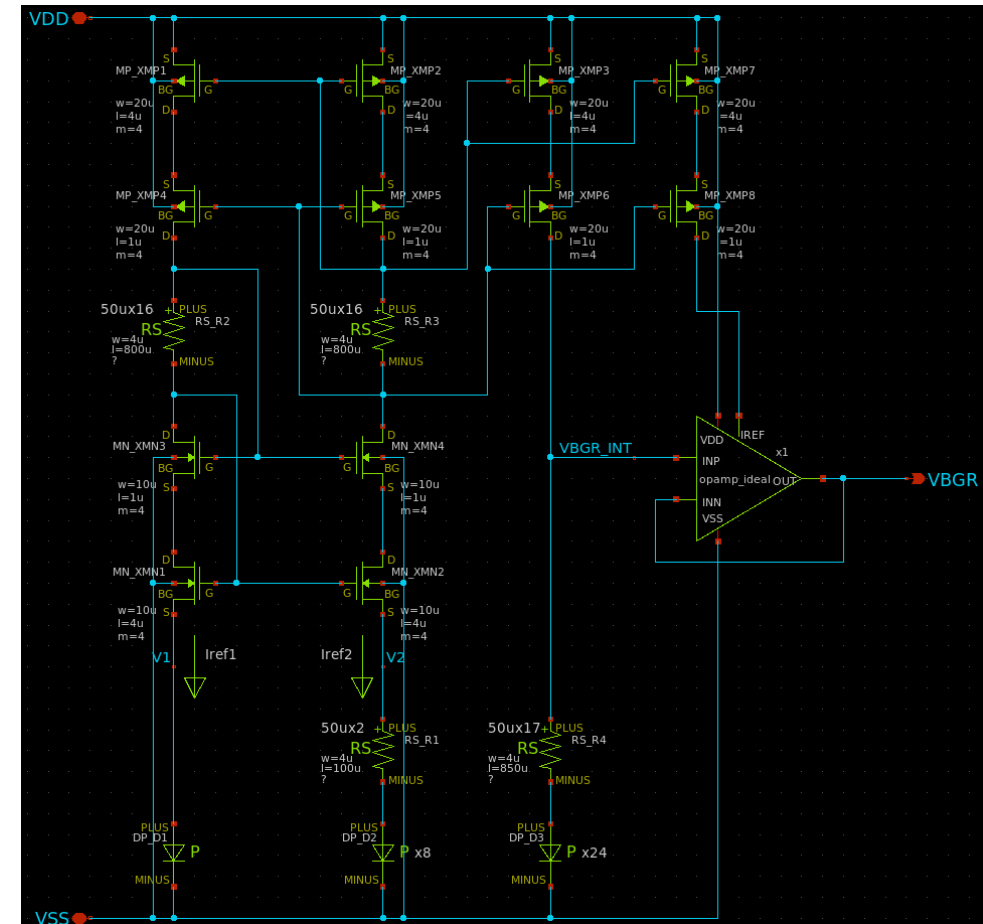 VDD
S
MP_XMP1
G
BG
D
w=20u
l=4u
m=4
S
MP_XMP2
G
BG
D
w=20u
l=4u
m=4
S
MP_XMP3
G
BG
D
w=20u
l=4u
m=4
S
MP_XMP7
G
BG
D
w=20u
=4u
m=4
S
MP_XMP4
G
BG
D
w=20u
l=1u
m=4
S
MP_XMP5
G
BG
D
w=20u
l=1u
m=4
S
MP_XMP6
G
BG
D
w=20u
l=1u
m=4
S
MP_XMP8
G
BG
D
w=20u
=1u
m=4
50ux16
+ PLUS
RS_R2
RS
w=4u
l=800u
?
MINUS
50ux16
+ PLUS
RS_R3
RS
w=4u
l=800u
?
MINUS
D
MN_XMN3
G
BG
S
w=10u
l=1u
m=4
D
MN_XMN4
G
BG
S
w=10u
l=1u
m=4
VBGR_INT
VDD
IREF
x1
INP
opamp_ideal
OUT
INN
VSS
VBGR
D
MN_XMN1
G
BG
S
w=10u
l=4u
m=4
D
MN_XMN2
G
BG
S
w=10u
l=4u
m=4
V1
Iref1
Iref2
V2
50ux2
+ PLUS
RS_R1
RS
w=4u
l=100u
?
MINUS
50ux17
+ PLUS
RS_R4
RS
w=4u
l=850u
?
MINUS
PLUS
DP_D1
P
MINUS
PLUS
DP_D2
P x8
MINUS
PLUS
DP_D3
P x24
MINUS
VSS